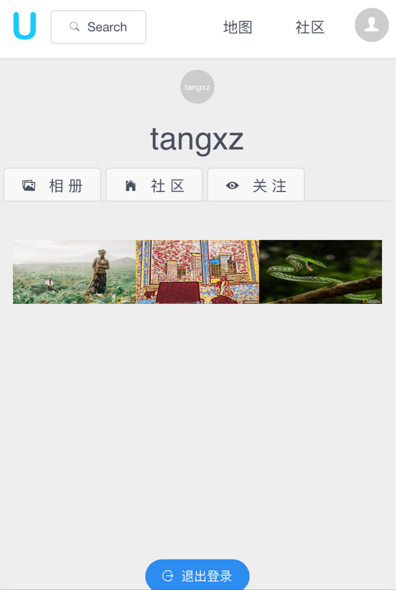 U
Search
地图
社区
tangxz
tangxz
相 册
社 区
关 注
退出登录